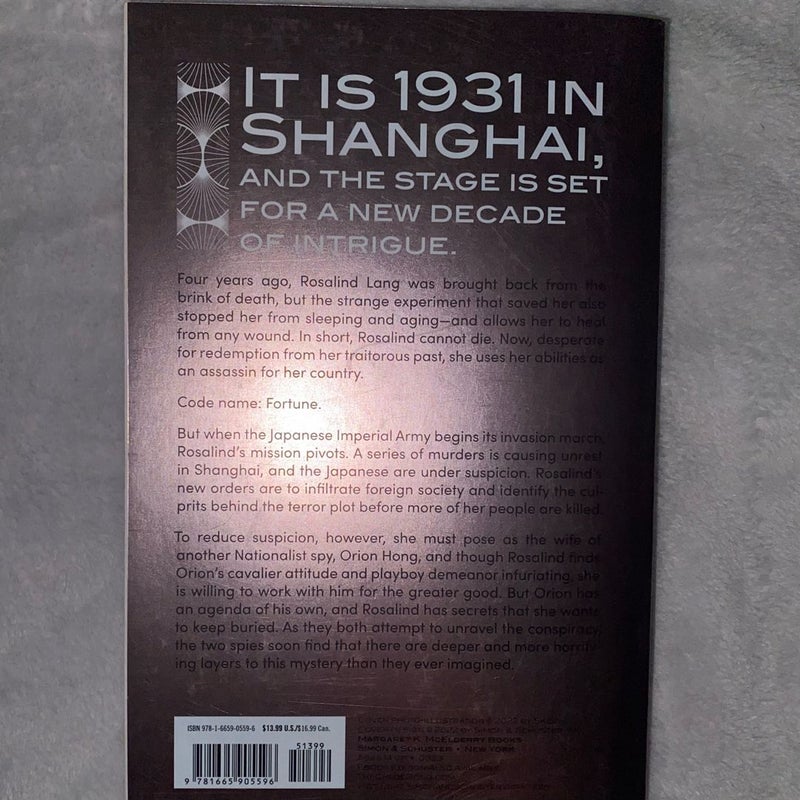 IT IS 1931 IN
SHANGHAI,
AND THE STAGE IS SET
FOR A NEW DECADE
OF INTRIGUE.
Four years ago, Rosalind Lang was brought back from the
brink of death, but the strange experiment that saved her also
stopped her from sleeping and aging—and allows her to heal
from any wound. In short, Rosalind cannot die. Now, desperate
for redemption from her traitorous past, she uses her abilities as
an assassin for her country.
Code name: Fortune.
But when the Japanese Imperial Army begins its invasion march,
Rosalind's mission pivots. A series of murders is causing unrest
in Shanghai, and the Japanese are under suspicion. Rosalind's
new orders are to infiltrate foreign society and identify the cul-
prits behind the terror plot before more of her people are killed.
To reduce suspicion, however, she must pose as the wife of
another Nationalist spy, Orion Hong, and though Rosalind finds
Orion's cavalier attitude and playboy demeanor infuriating, she
is willing to work with him for the greater good. But Orion has
an agenda of his own, and Rosalind has secrets that she wants
to keep buried. As they both attempt to unravel the conspiracy,
the two spies soon find that there are deeper and more horrify-
ing layers to this mystery than they ever imagined.
ISBN 978-1-6659-0559-6 $13.99 U.S./$16.99 Can.
51399
9 781665 905596
MARGARET K. McELDERRY BOOKS
SIMON & SCHUSTER • NEW YORK